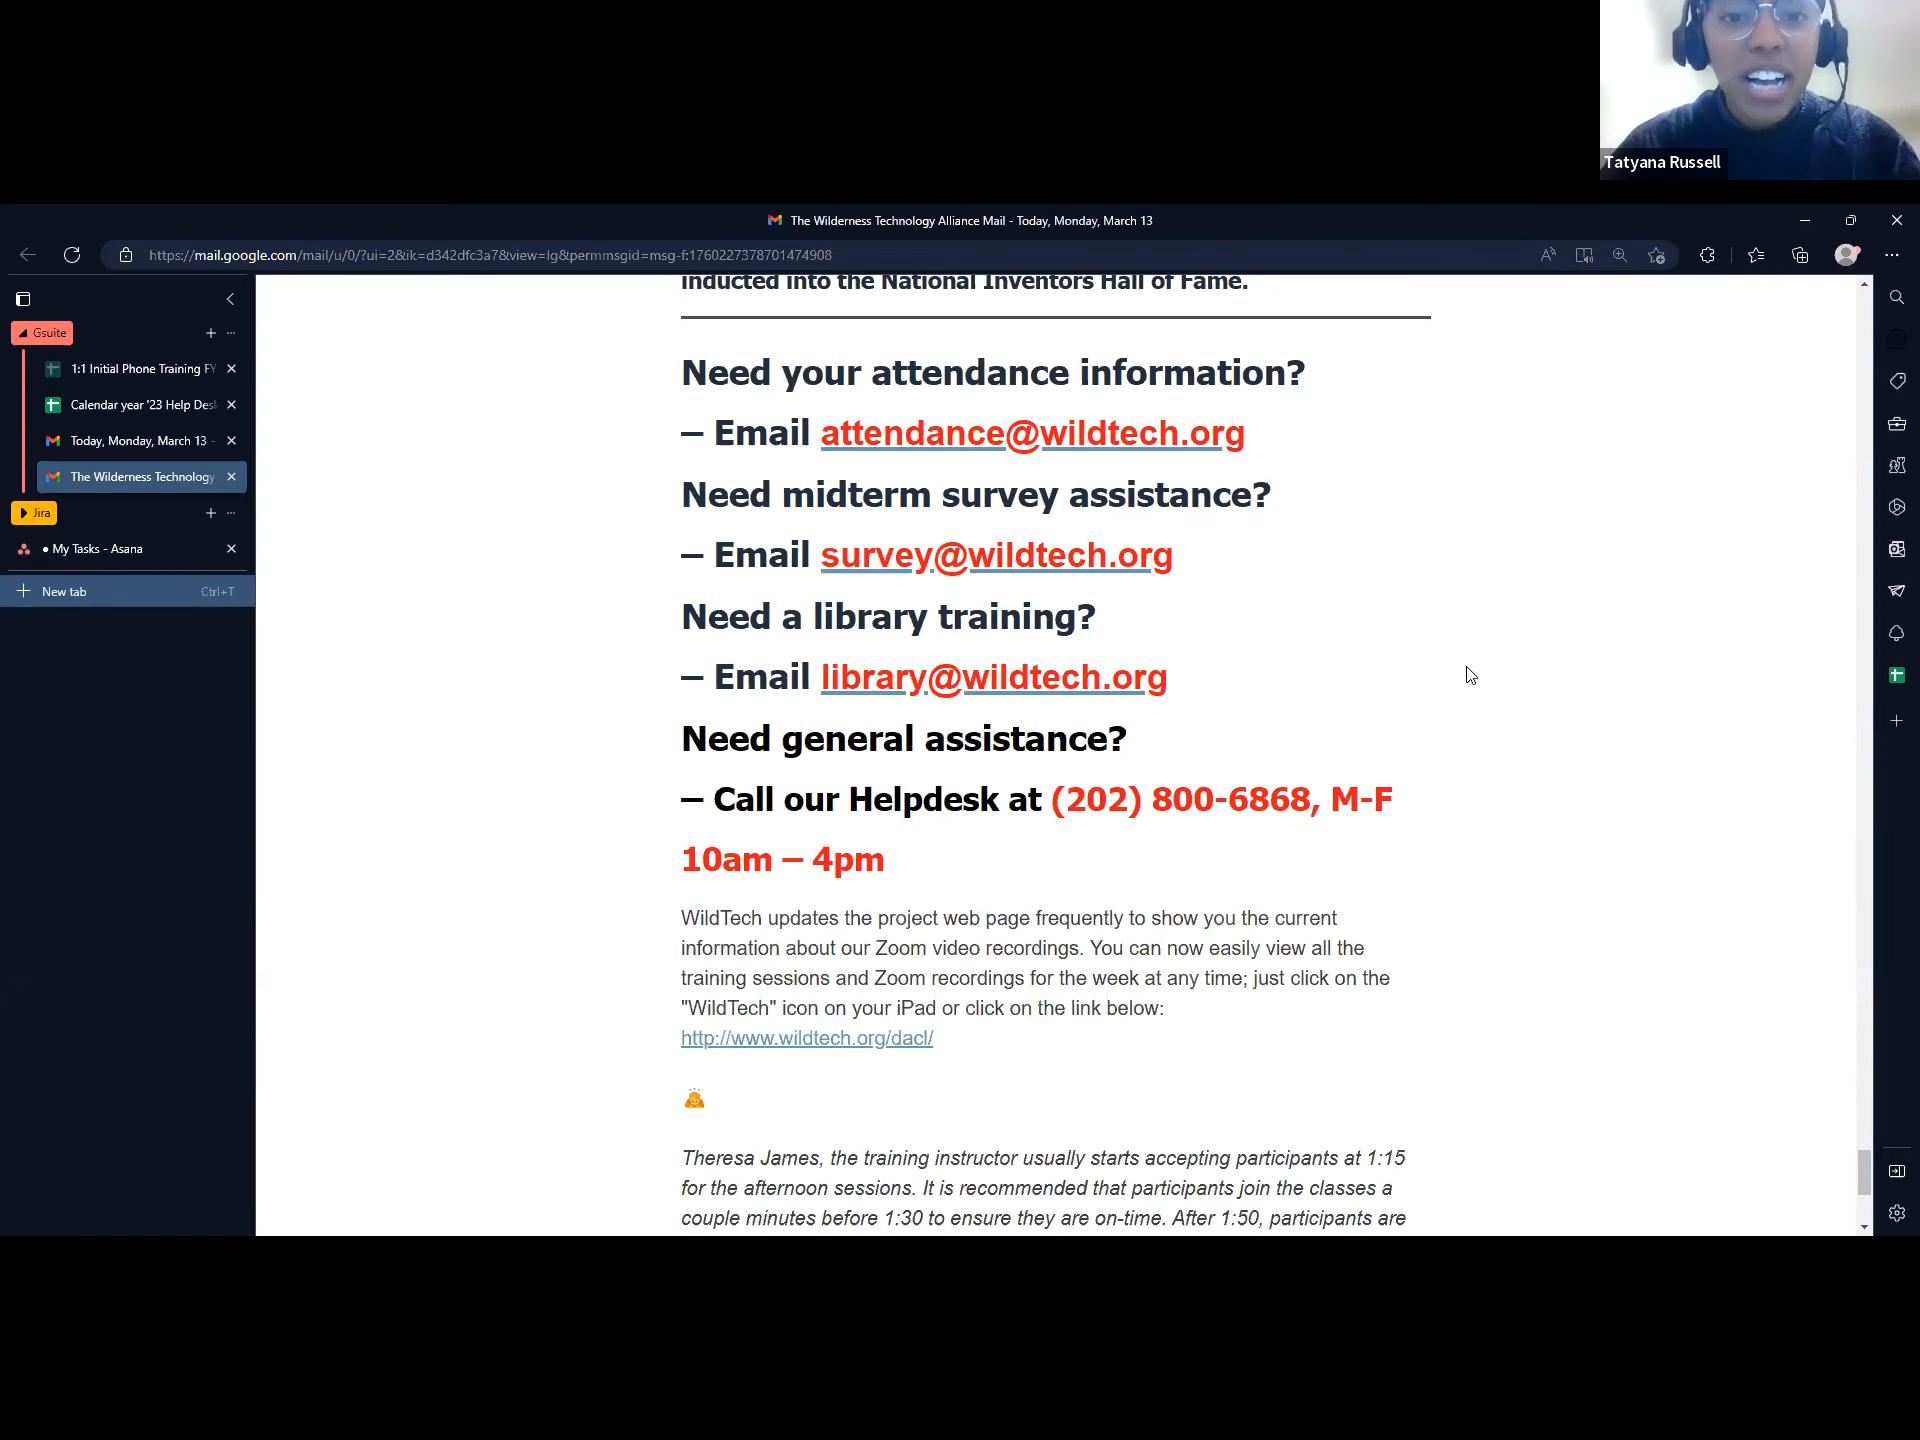 Tatyana Russell
The Wilderness Technology Alliance Mail - Today, Monday, March 13
https://mail.google.com/mail/u/0/?ui=2&ik=d342dfc3a7&view=lg&permmsgid=msg-f:1760227378701474908
Gsuite
1:1 Initial Phone Training FY
Calendar year '23 Help Des
Today, Monday, March 13 -
The Wilderness Technology
Jira
• My Tasks - Asana
New tab Ctrl+T
inducted into the National Inventors Hall of Fame.
Need your attendance information?
– Email attendance@wildtech.org
Need midterm survey assistance?
– Email survey@wildtech.org
Need a library training?
– Email library@wildtech.org
Need general assistance?
– Call our Helpdesk at (202) 800-6868, M-F
10am – 4pm
WildTech updates the project web page frequently to show you the current
information about our Zoom video recordings. You can now easily view all the
training sessions and Zoom recordings for the week at any time; just click on the
"WildTech" icon on your iPad or click on the link below:
http://www.wildtech.org/dacl/
Theresa James, the training instructor usually starts accepting participants at 1:15
for the afternoon sessions. It is recommended that participants join the classes a
couple minutes before 1:30 to ensure they are on-time. After 1:50, participants are